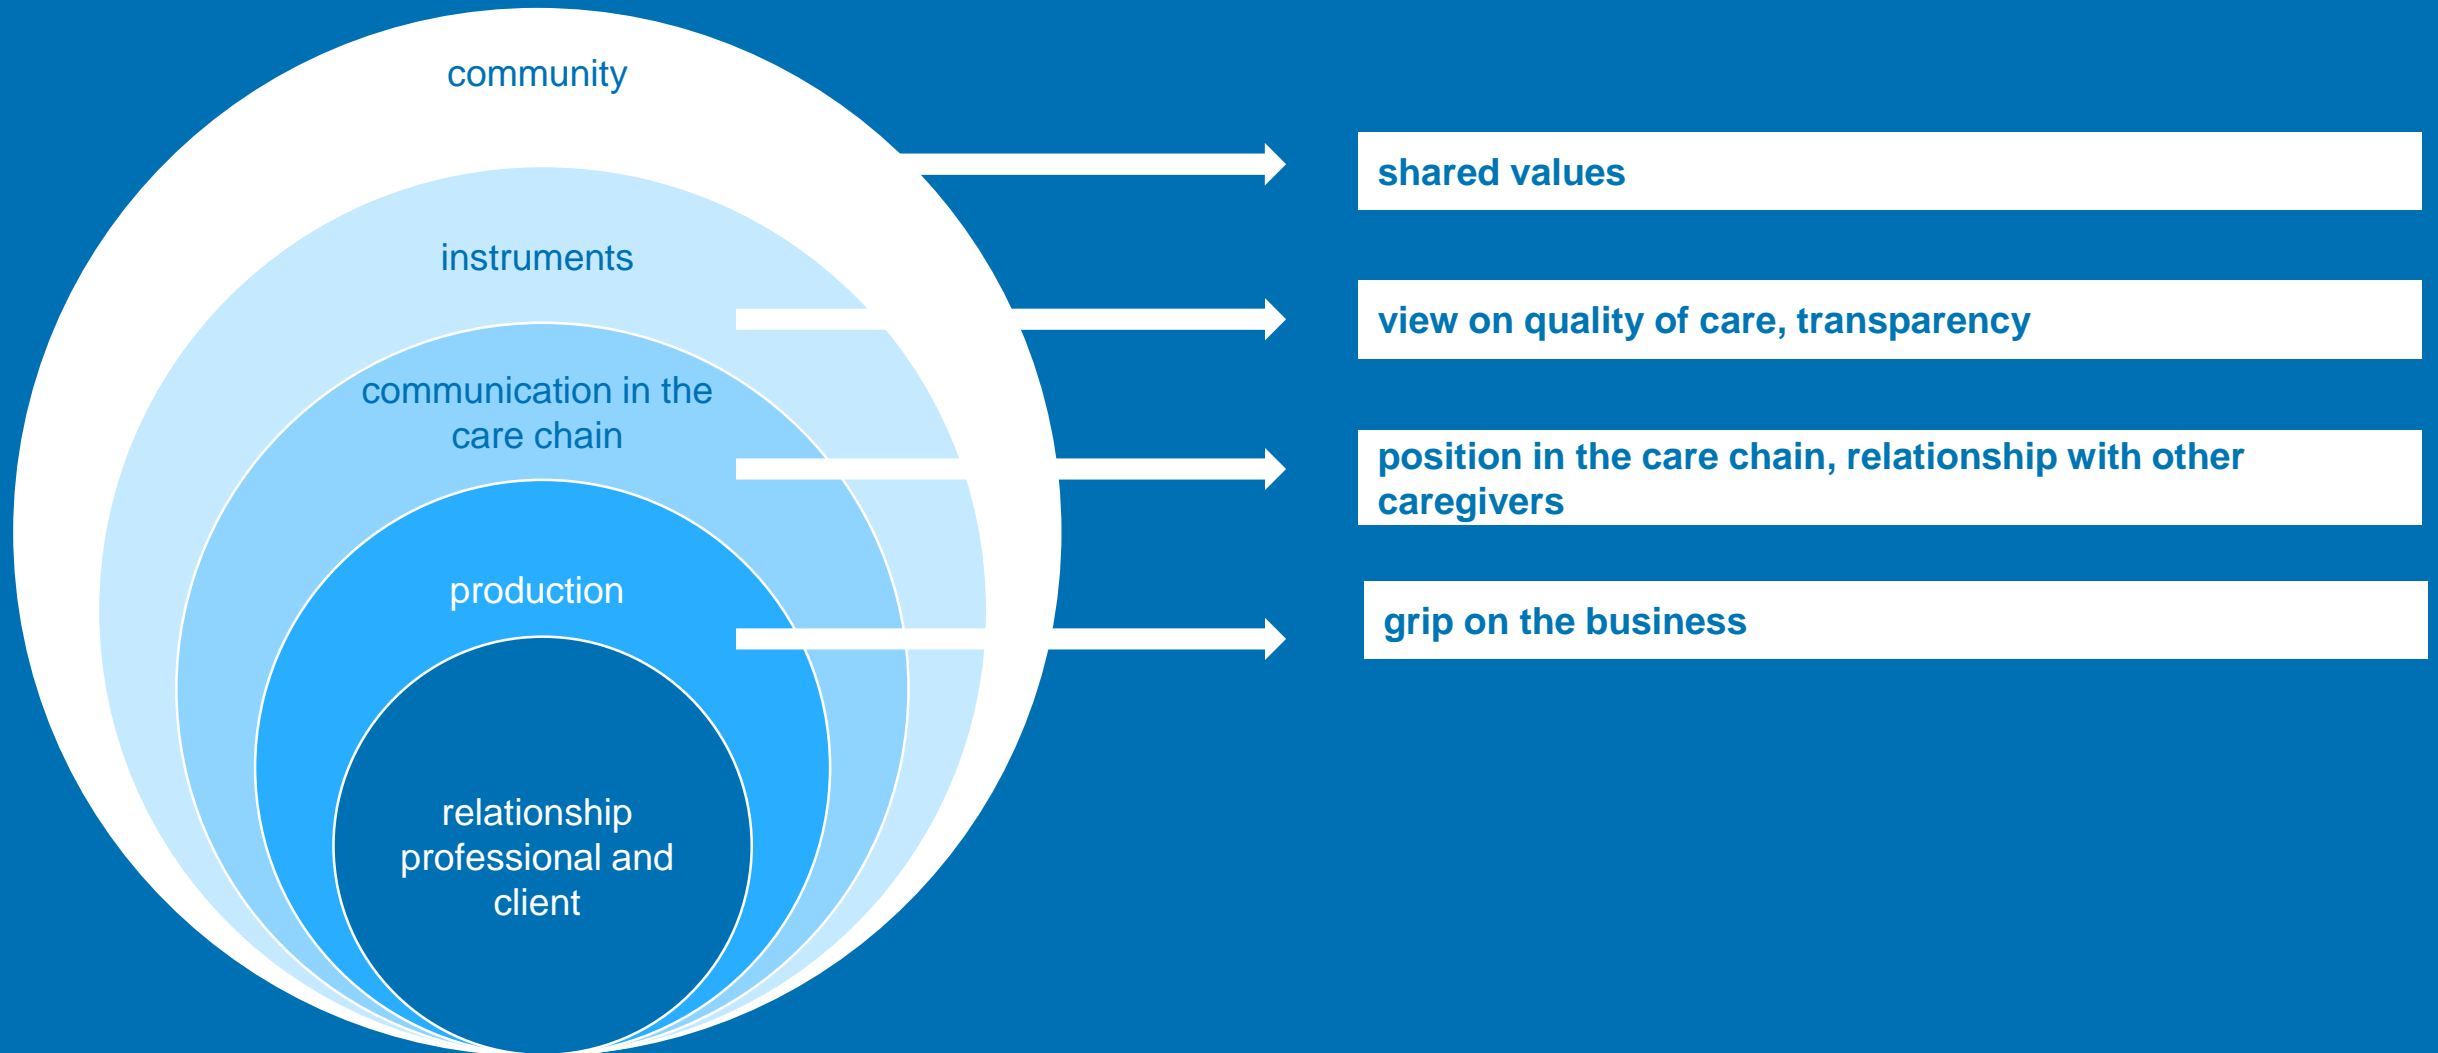 community
shared values
instruments
view on quality of care, transparency
communication in the
care chain
position in the care chain, relationship with other
caregivers
production
grip on the business
relationship
professional and
client